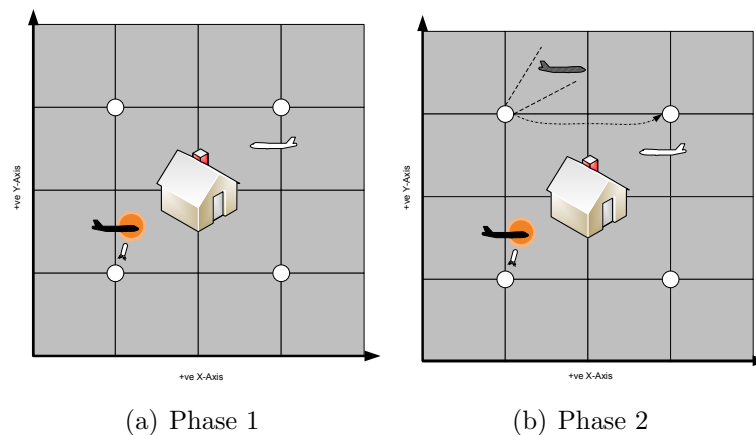 +ve Y-Axis
+ve X-Axis
(a) Phase 1
+ve Y-Axis
+ve X-Axis
(b) Phase 2